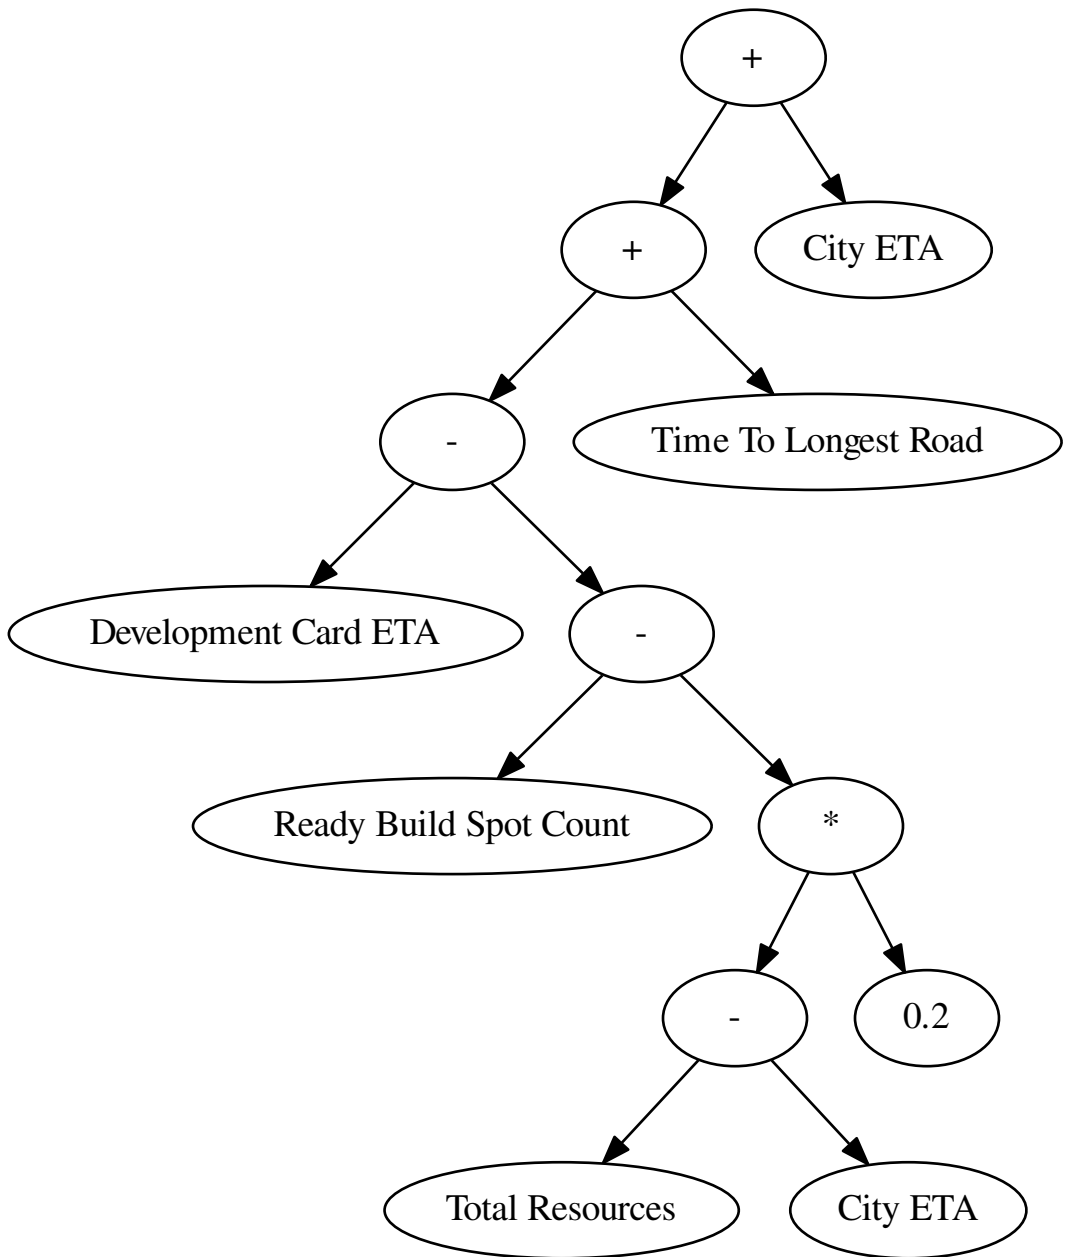 +
+
City ETA
-
Time To Longest Road
Development Card ETA
-
Ready Build Spot Count
*
-
0.2
Total Resources
City ETA